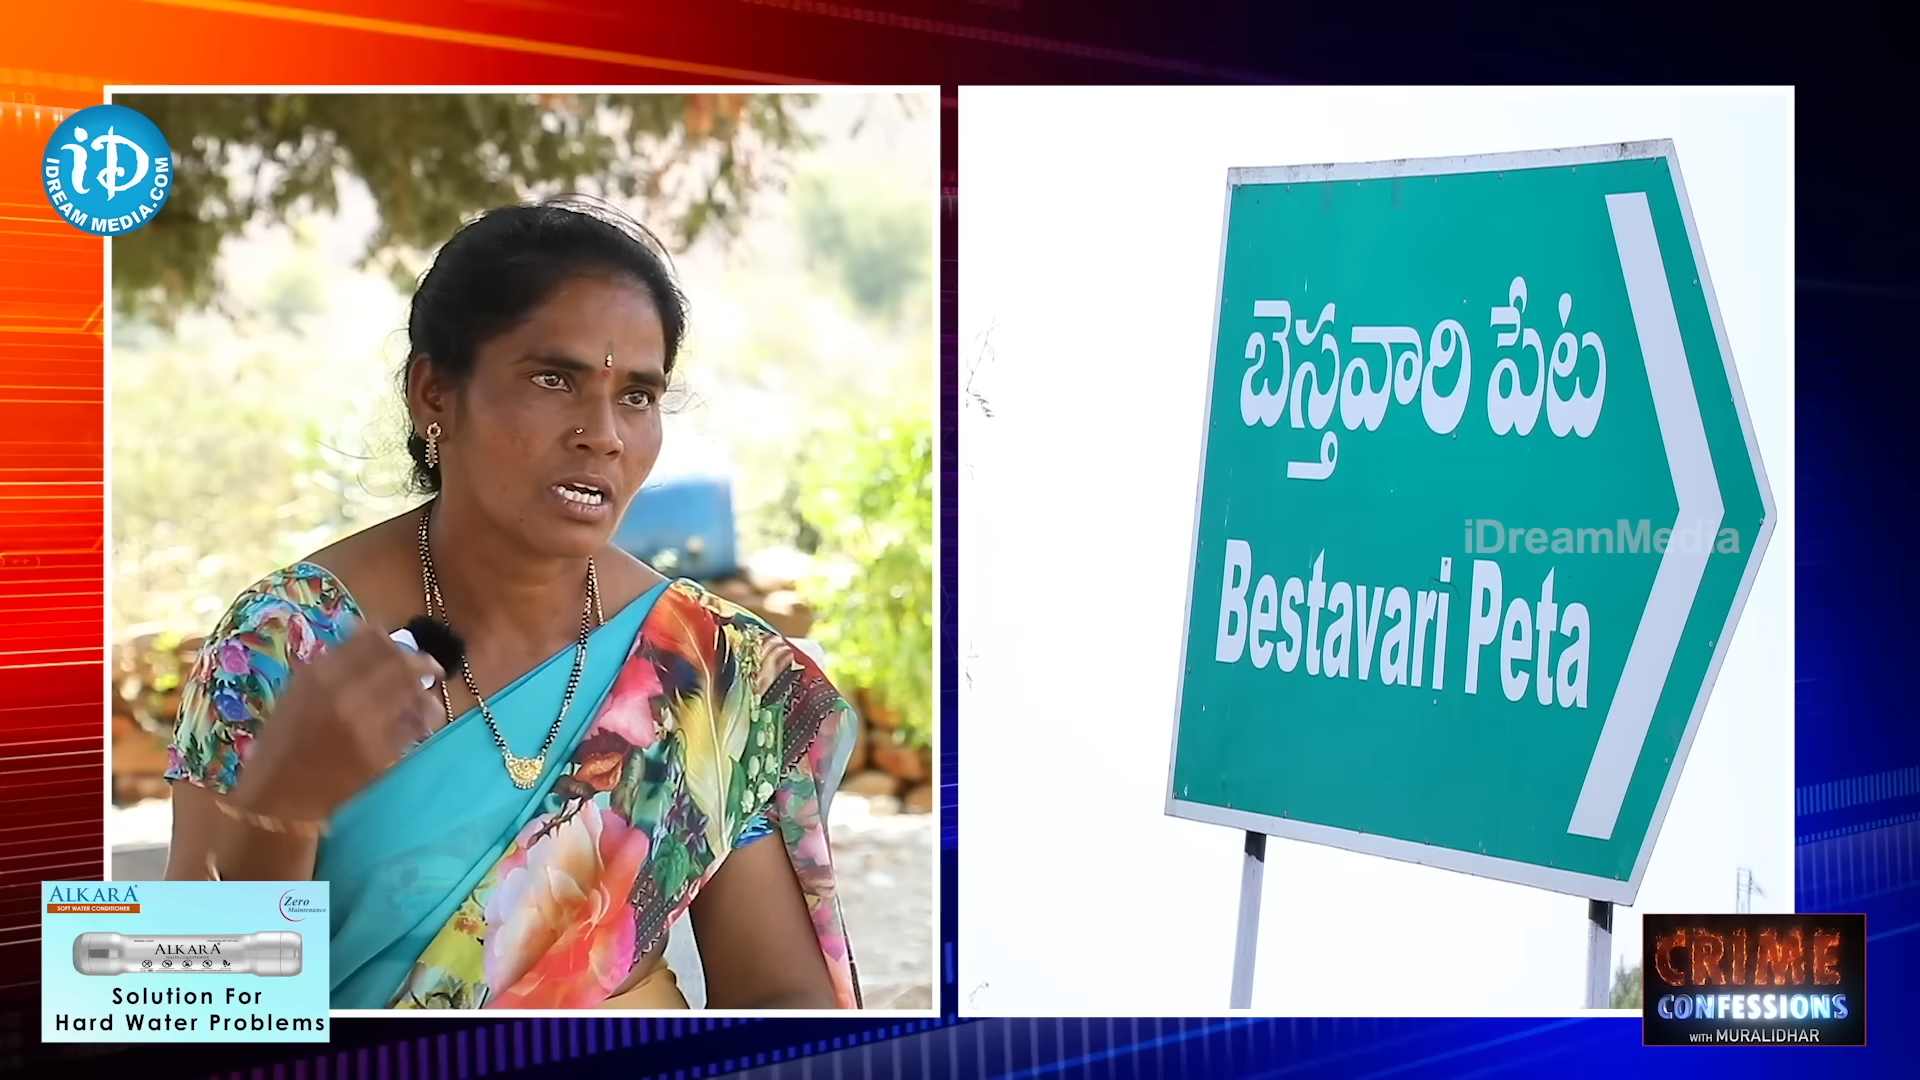 iD
IDREAM MEDIA.COM
బెస్తవారి పేట
Bestavari Peta
iDreamMedia
ALKARA
SOFT WATER CONDITIONER
Zero
Maintenance
ALKARA
Solution For
Hard Water Problems
CRIME
CONFESSIONS
WITH MURALIDHAR